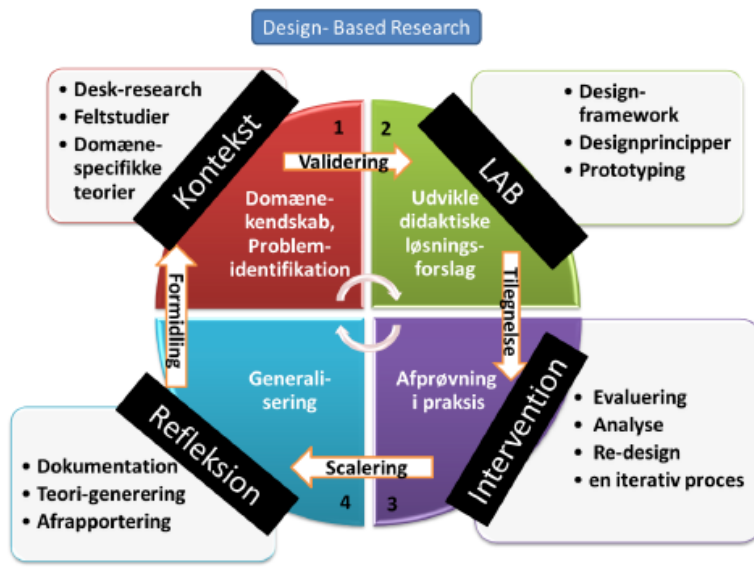 Design- Based Research
• Desk-research
• Feltstudier
• Domæne-
specifikke
teorier
Kontekst
1
Domæne-
kendskab,
Problem-
identifikation
Validering
2
Udvikle
didaktiske
løsnings-
forslag
LAB
• Design-
framework
• Designprincipper
• Prototyping
Tilegnelse
Afprøvning
i praksis
3
Intervention
• Evaluering
• Analyse
• Re-design
• en iterativ proces
Scalering
Generali-
sering
4
Refleksion
• Dokumentation
• Teori-generering
• Afrapportering
Formidling